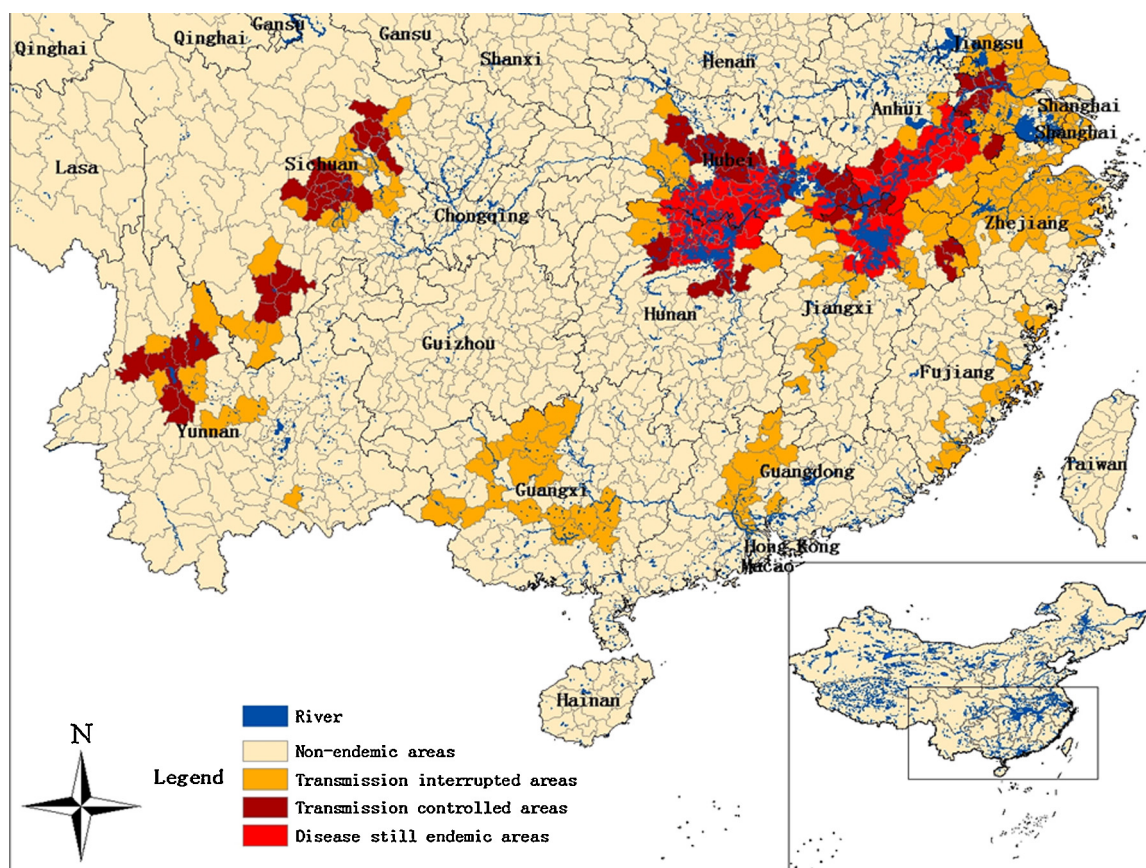 Qinghai
Qinghai
Gansu
Gansu
Shanxi
Henan
Jiangsu
Anhui
Shanghai
Shanghai
Lasa
Sichuan
Hubei
Chongqing
Zhejiang
Hunan
Jiangxi
Guizhou
Fujiang
Yunnan
Guangxi
Guangdong
Taiwan
Hong Kong
Macao
Hainan
N
Legend
River
Non-endemic areas
Transmission interrupted areas
Transmission controlled areas
Disease still endemic areas